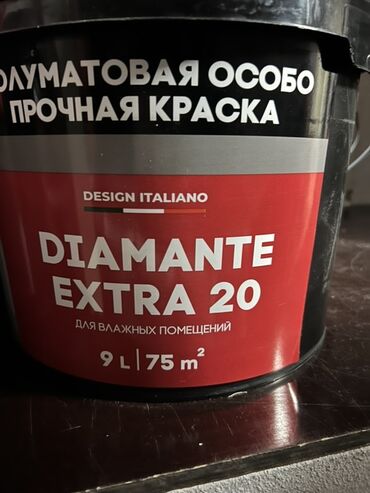 ОЛУМАТОВАЯ ОСОБО
ПРОЧНАЯ КРАСКА
DESIGN ITALIANO
DIAMANTE
EXTRA 20
ДЛЯ ВЛАЖНЫХ ПОМЕЩЕНИЙ
9 L | 75 m²